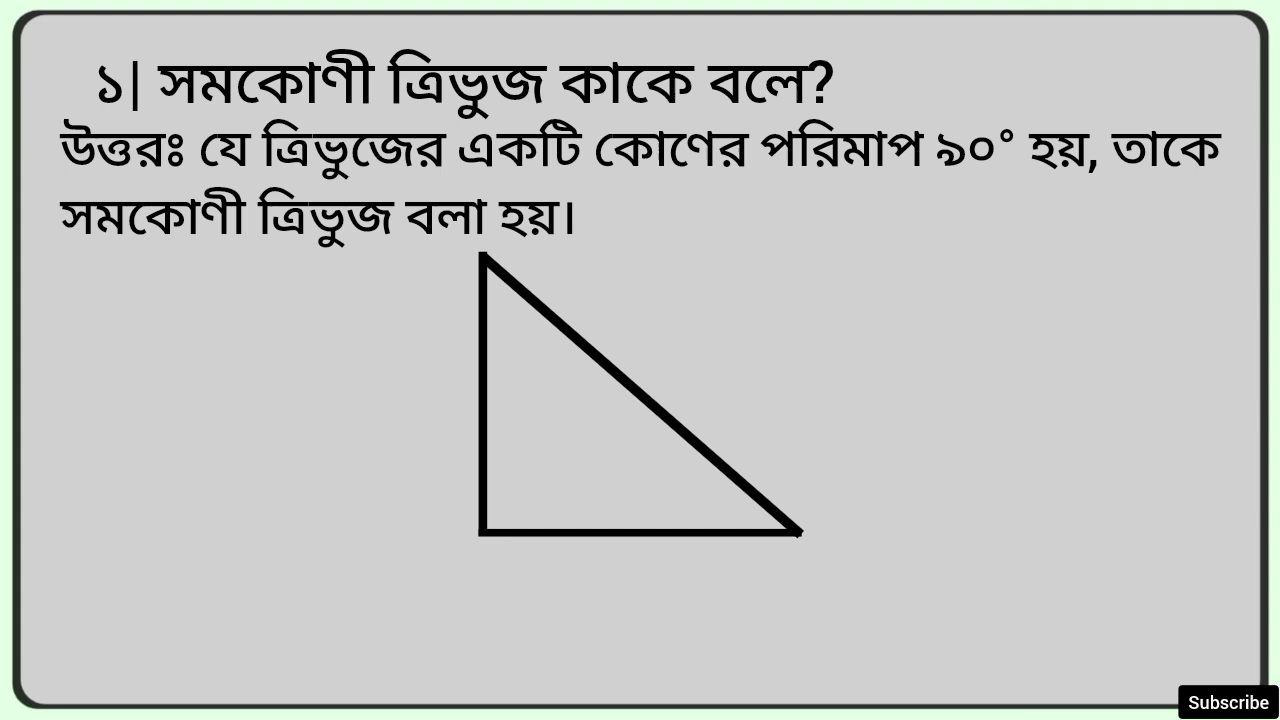 ১| সমকোণী ত্রিভুজ কাকে বলে?
উত্তরঃ যে ত্রিভুজের একটি কোণের পরিমাপ ৯০° হয়, তাকে
সমকোণী ত্রিভুজ বলা হয়।
Subscribe